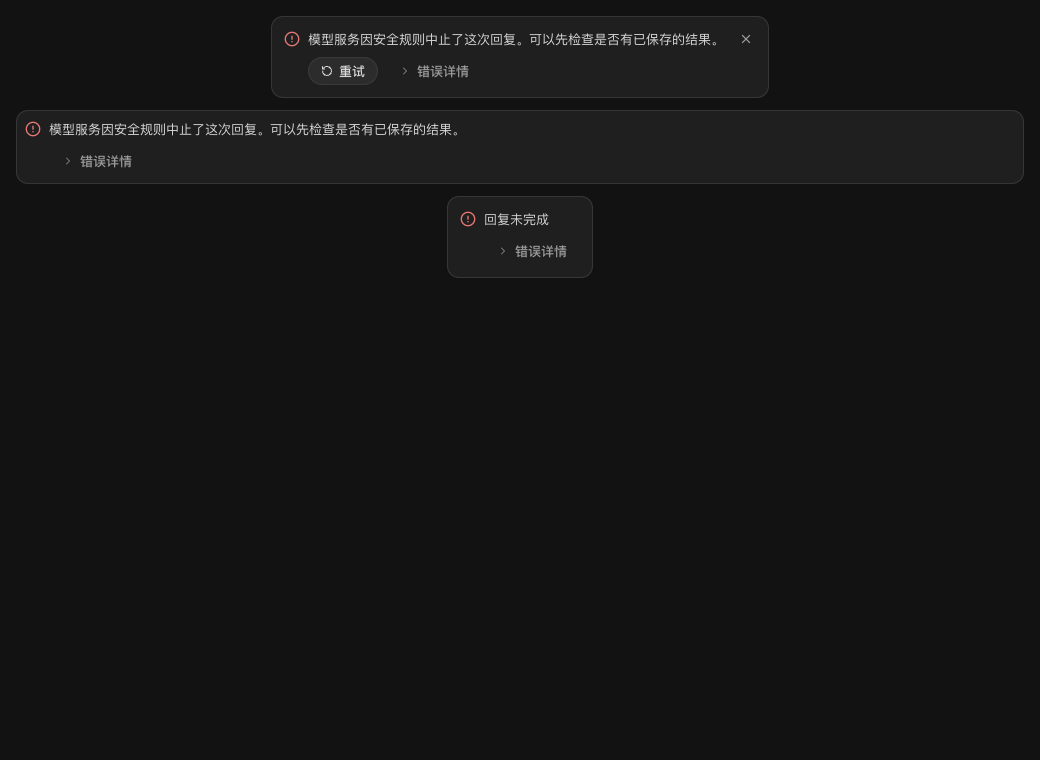 模型服务因安全规则中止了这次回复。可以先检查是否有已保存的结果。
重试 错误详情
模型服务因安全规则中止了这次回复。可以先检查是否有已保存的结果。
错误详情
回复未完成
错误详情